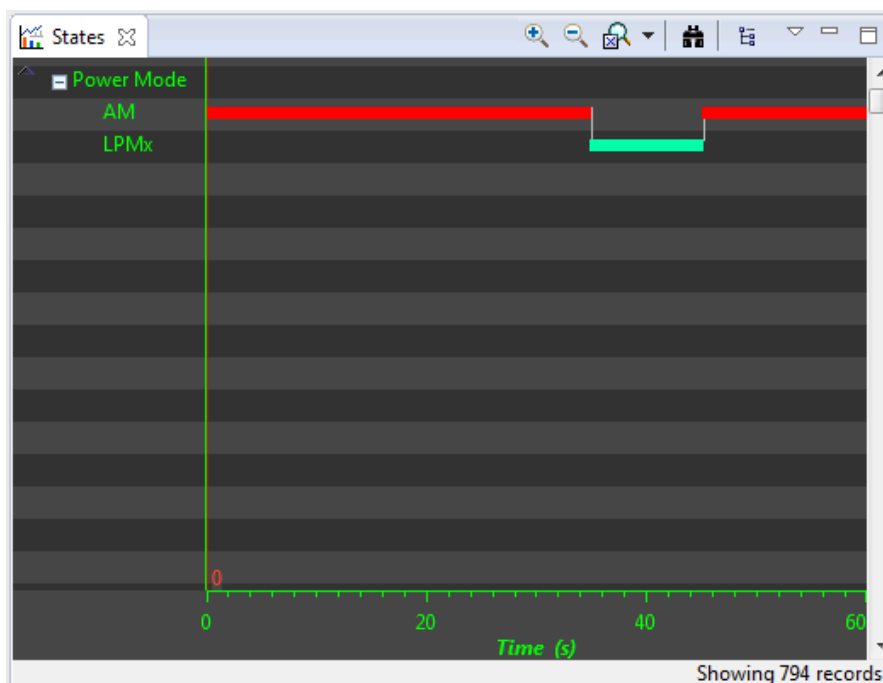 States
Power Mode
AM
LPMx
0
0 20 40 60
Time (s)
Showing 794 records